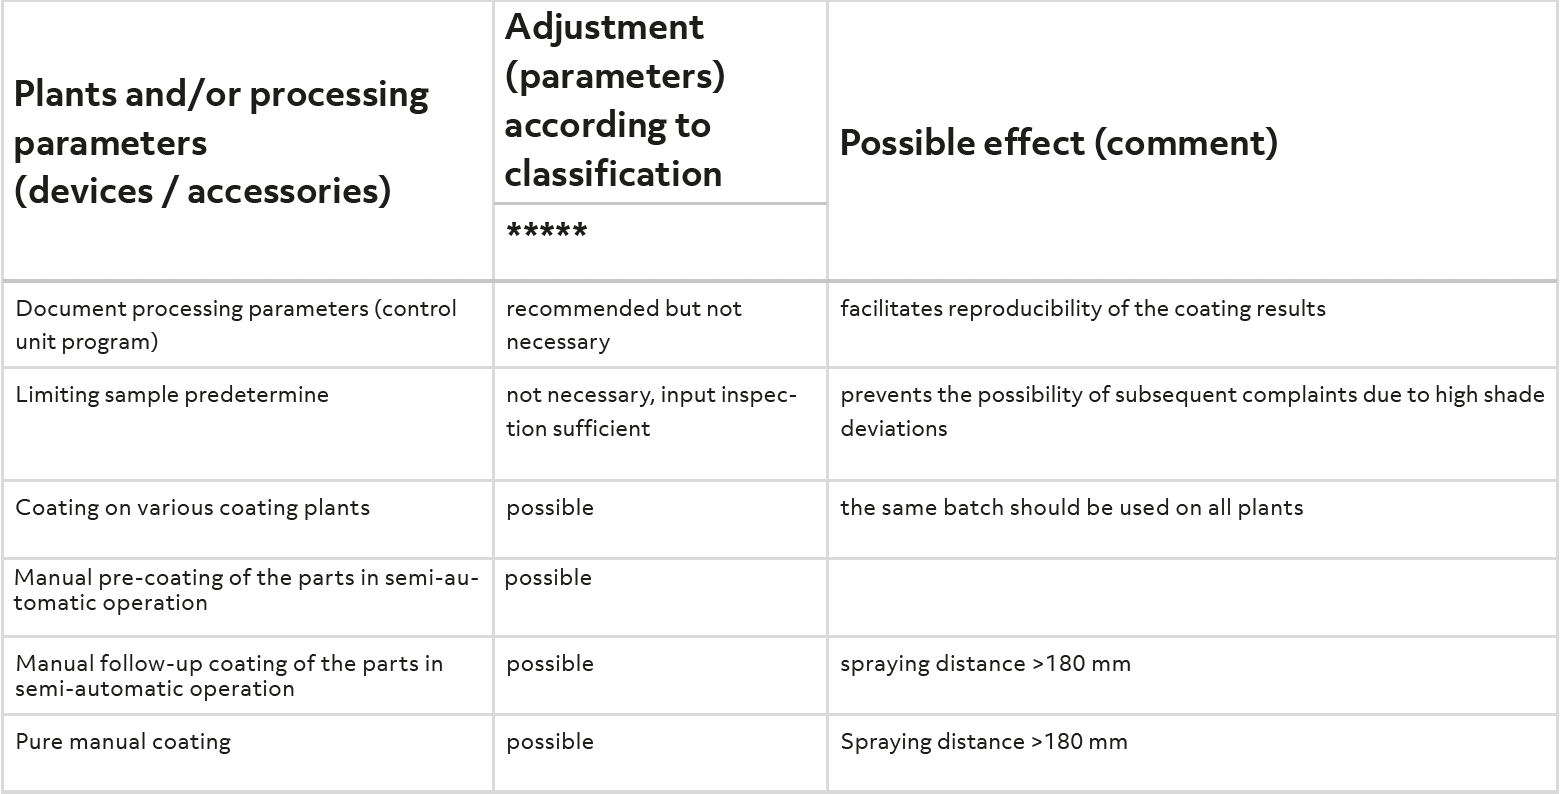 Plants and/or processing
parameters
(devices / accessories)
Adjustment
(parameters)
according to
classification
*****
Possible effect (comment)
Document processing parameters (control
unit program)
recommended but not
necessary
facilitates reproducibility of the coating results
Limiting sample predetermine
not necessary, input inspec-
tion sufficient
prevents the possibility of subsequent complaints due to high shade
deviations
Coating on various coating plants
possible
the same batch should be used on all plants
Manual pre-coating of the parts in semi-au-
tomatic operation
possible
Manual follow-up coating of the parts in
semi-automatic operation
possible
spraying distance >180 mm
Pure manual coating
possible
Spraying distance >180 mm